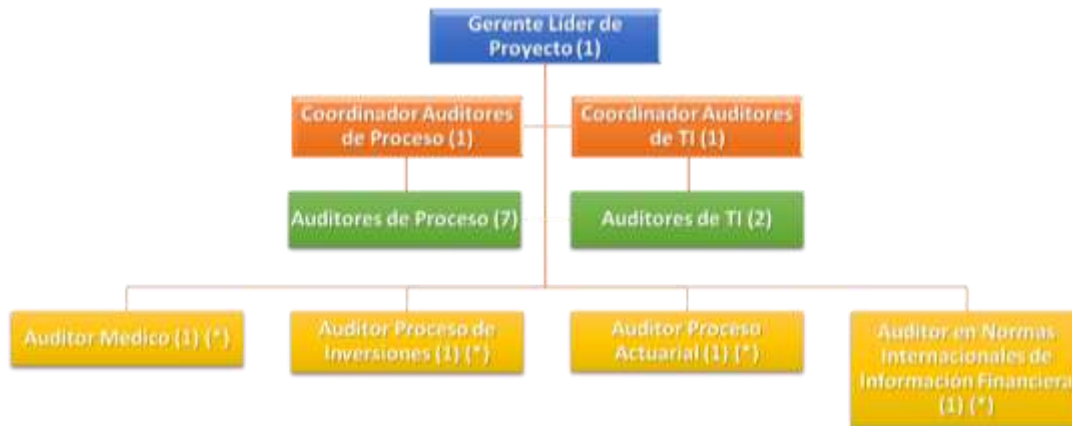 Gerente Líder de
Proyecto (1)
Coordinador Auditores
de Proceso (1)
Coordinador Auditores
de TI (1)
Auditores de Proceso (7)
Auditores de TI (2)
Auditor Médico (1) (*)
Auditor Proceso de
Inversiones (1) (*)
Auditor Proceso
Actuarial (1) (*)
Auditor en Normas
Internacionales de
Información Financiera
(1) (*)